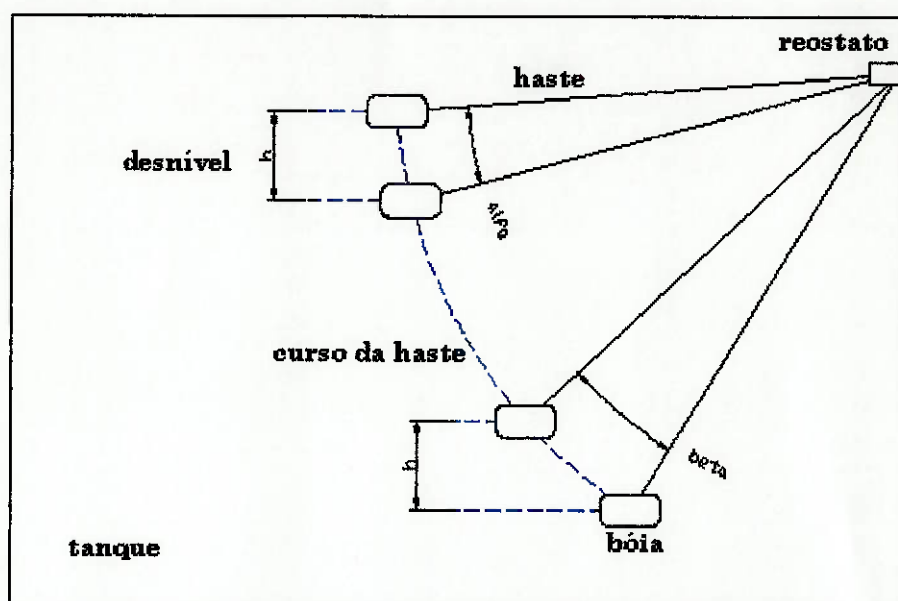 reostato
haste
desnível
h
alfa
curso da haste
h
beta
bóia
tanque